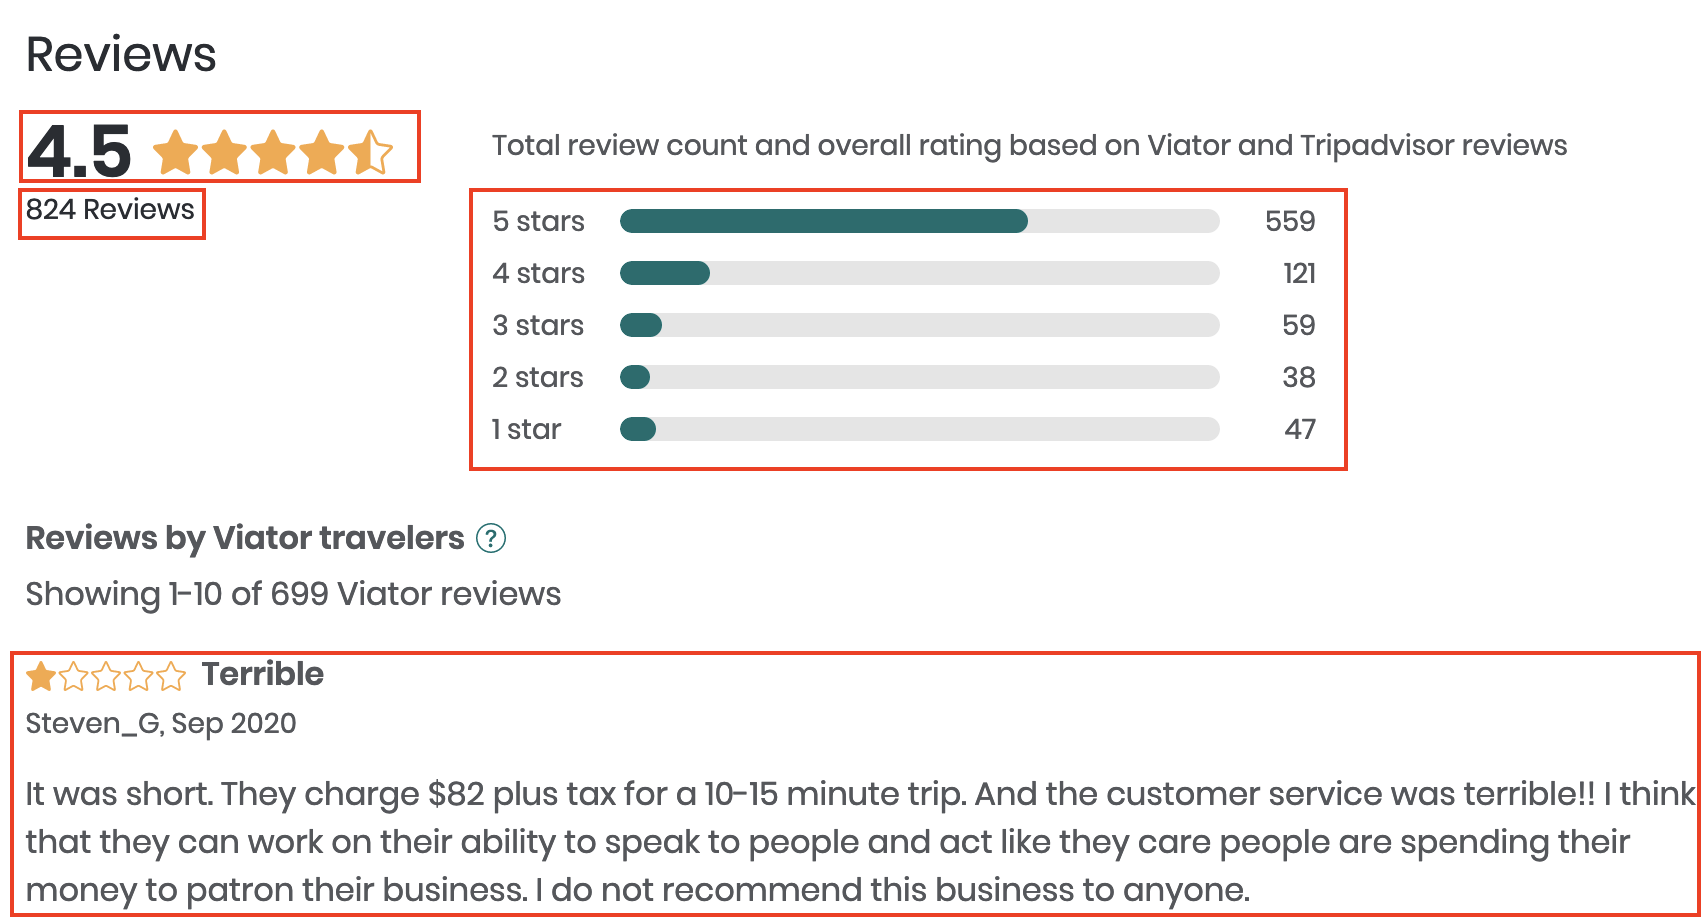 Reviews
4.5
824 Reviews
Total review count and overall rating based on Viator and Tripadvisor reviews
5 stars 559
4 stars 121
3 stars 59
2 stars 38
1 star 47
Reviews by Viator travelers ?
Showing 1-10 of 699 Viator reviews
Terrible
Steven_G, Sep 2020
It was short. They charge $82 plus tax for a 10-15 minute trip. And the customer service was terrible!! I think
that they can work on their ability to speak to people and act like they care people are spending their
money to patron their business. I do not recommend this business to anyone.